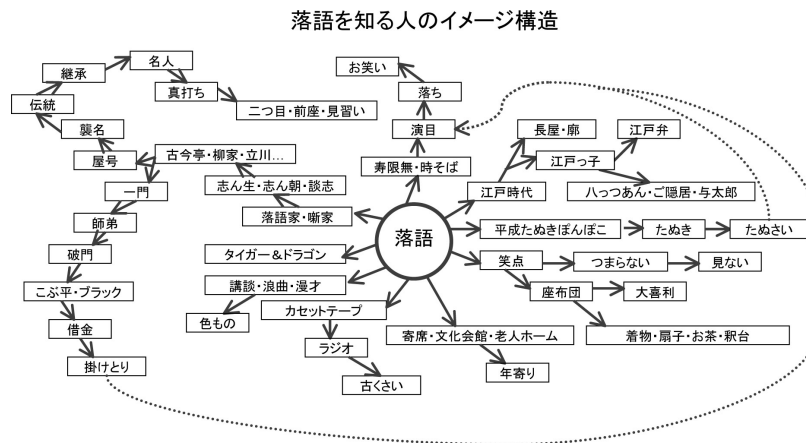 落語を知る人のイメージ構造
名人
継承
真打ち
伝統
二つ目・前座・見習い
襲名
屋号
古今亭・柳家・立川…
一門
志ん生・志ん朝・談志
師弟
落語家・噺家
破門
こぶ平・ブラック
借金
掛けとり
お笑い
落ち
演目
寿限無・時そば
長屋・廓
江戸弁
江戸っ子
江戸時代
八っつあん・ご隠居・与太郎
落語
平成たぬきぽんぽこ
たぬき
たぬさい
タイガー＆ドラゴン
笑点
つまらない
見ない
講談・浪曲・漫才
座布団
大喜利
色もの
カセットテープ
寄席・文化会館・老人ホーム
着物・扇子・お茶・釈台
ラジオ
年寄り
古くさい